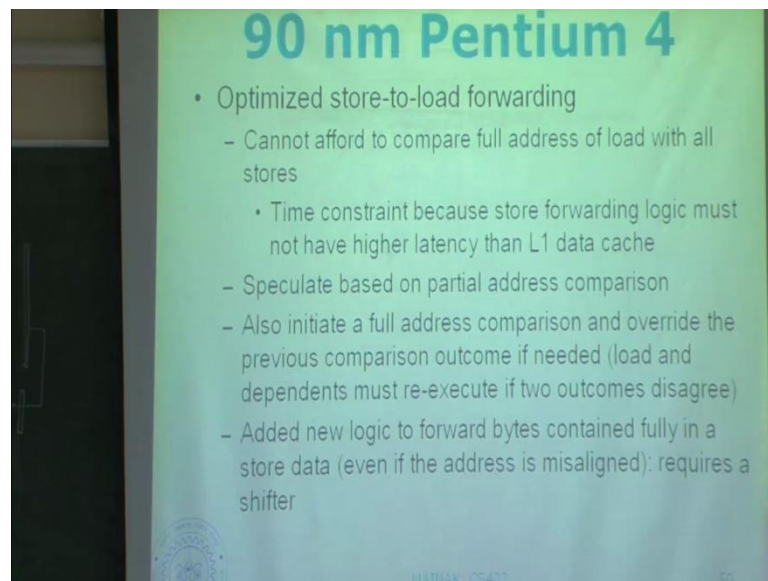 90 nm Pentium 4
• Optimized store-to-load forwarding
– Cannot afford to compare full address of load with all
stores
• Time constraint because store forwarding logic must
not have higher latency than L1 data cache
– Speculate based on partial address comparison
– Also initiate a full address comparison and override the
previous comparison outcome if needed (load and
dependents must re-execute if two outcomes disagree)
– Added new logic to forward bytes contained fully in a
store data (even if the address is misaligned): requires a
shifter